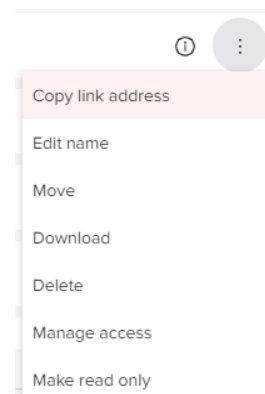 Copy link address
Edit name
Move
Download
Delete
Manage access
Make read only